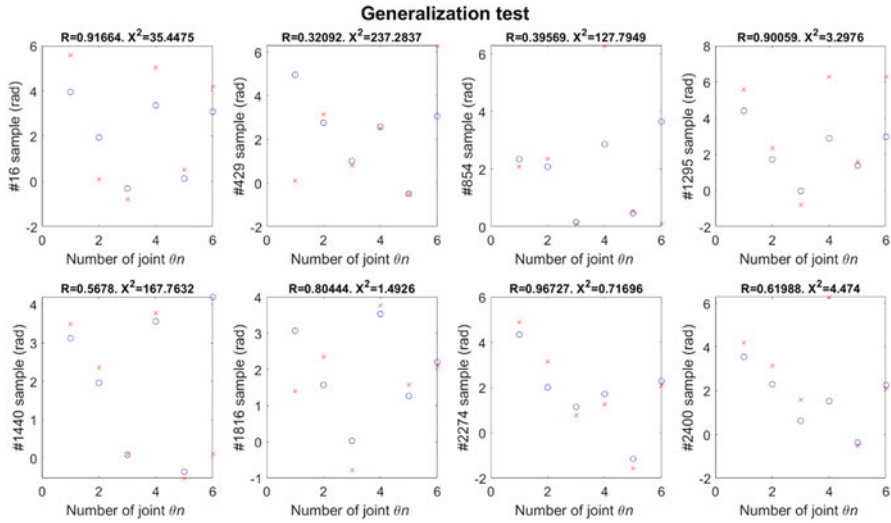 Generalization test
R=0.91664. X²=35.4475
R=0.32092. X²=237.2837
R=0.39569. X²=127.7949
R=0.90059. X²=3.2976
#16 sample (rad)
6
4
2
0
-2
0 2 4 6
Number of joint θn
#429 sample (rad)
6
4
2
0
-2
0 2 4 6
Number of joint θn
#854 sample (rad)
6
4
2
0
0 2 4 6
Number of joint θn
#1295 sample (rad)
8
6
4
2
0
-2
0 2 4 6
Number of joint θn
R=0.5678. X²=167.7632
R=0.80444. X²=1.4926
R=0.96727. X²=0.71696
R=0.61988. X²=4.474
#1440 sample (rad)
4
3
2
1
0
0 2 4 6
Number of joint θn
#1816 sample (rad)
4
3
2
1
0
-1
0 2 4 6
Number of joint θn
#2274 sample (rad)
6
4
2
0
-2
0 2 4 6
Number of joint θn
#2400 sample (rad)
6
4
2
0
-2
0 2 4 6
Number of joint θn